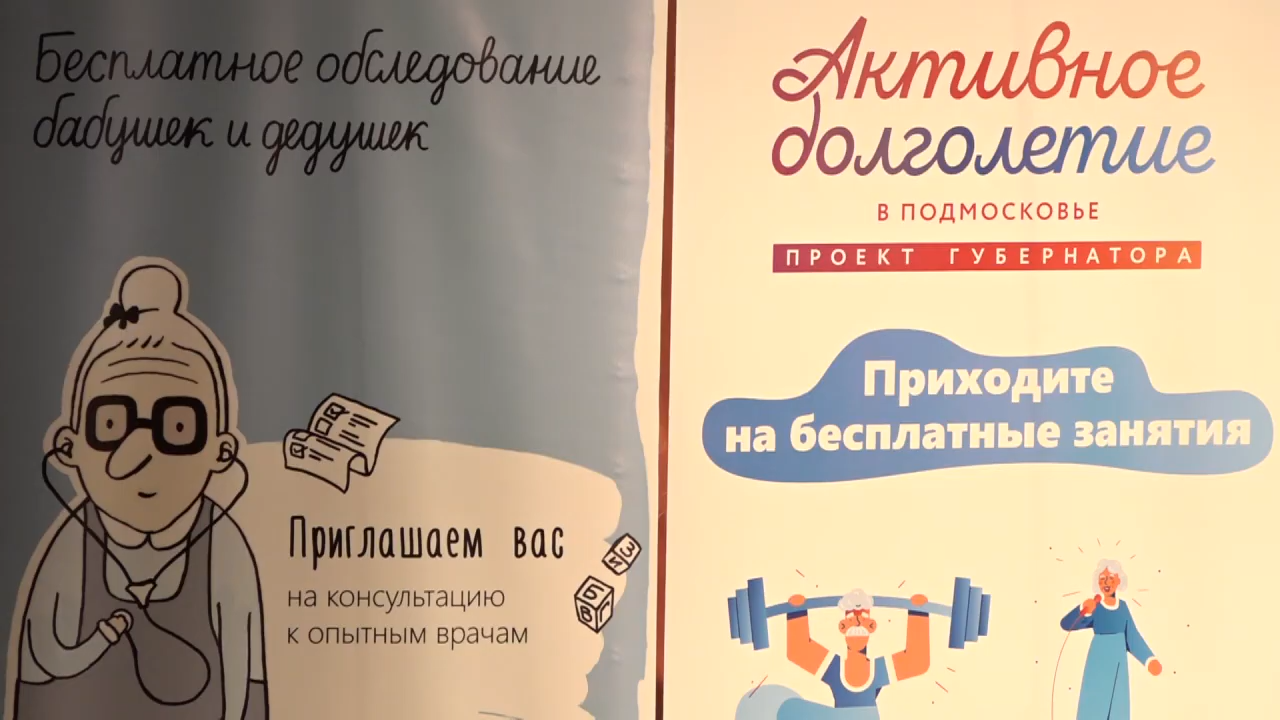 Бесплатное обследование
бабушек и дедушек
Приглашаем вас
на консультацию
к опытным врачам
З
И
Б
В Г
Активное
долголетие
В ПОДМОСКОВЬЕ
ПРОЕКТ ГУБЕРНАТОРА
Приходите
на бесплатные занятия